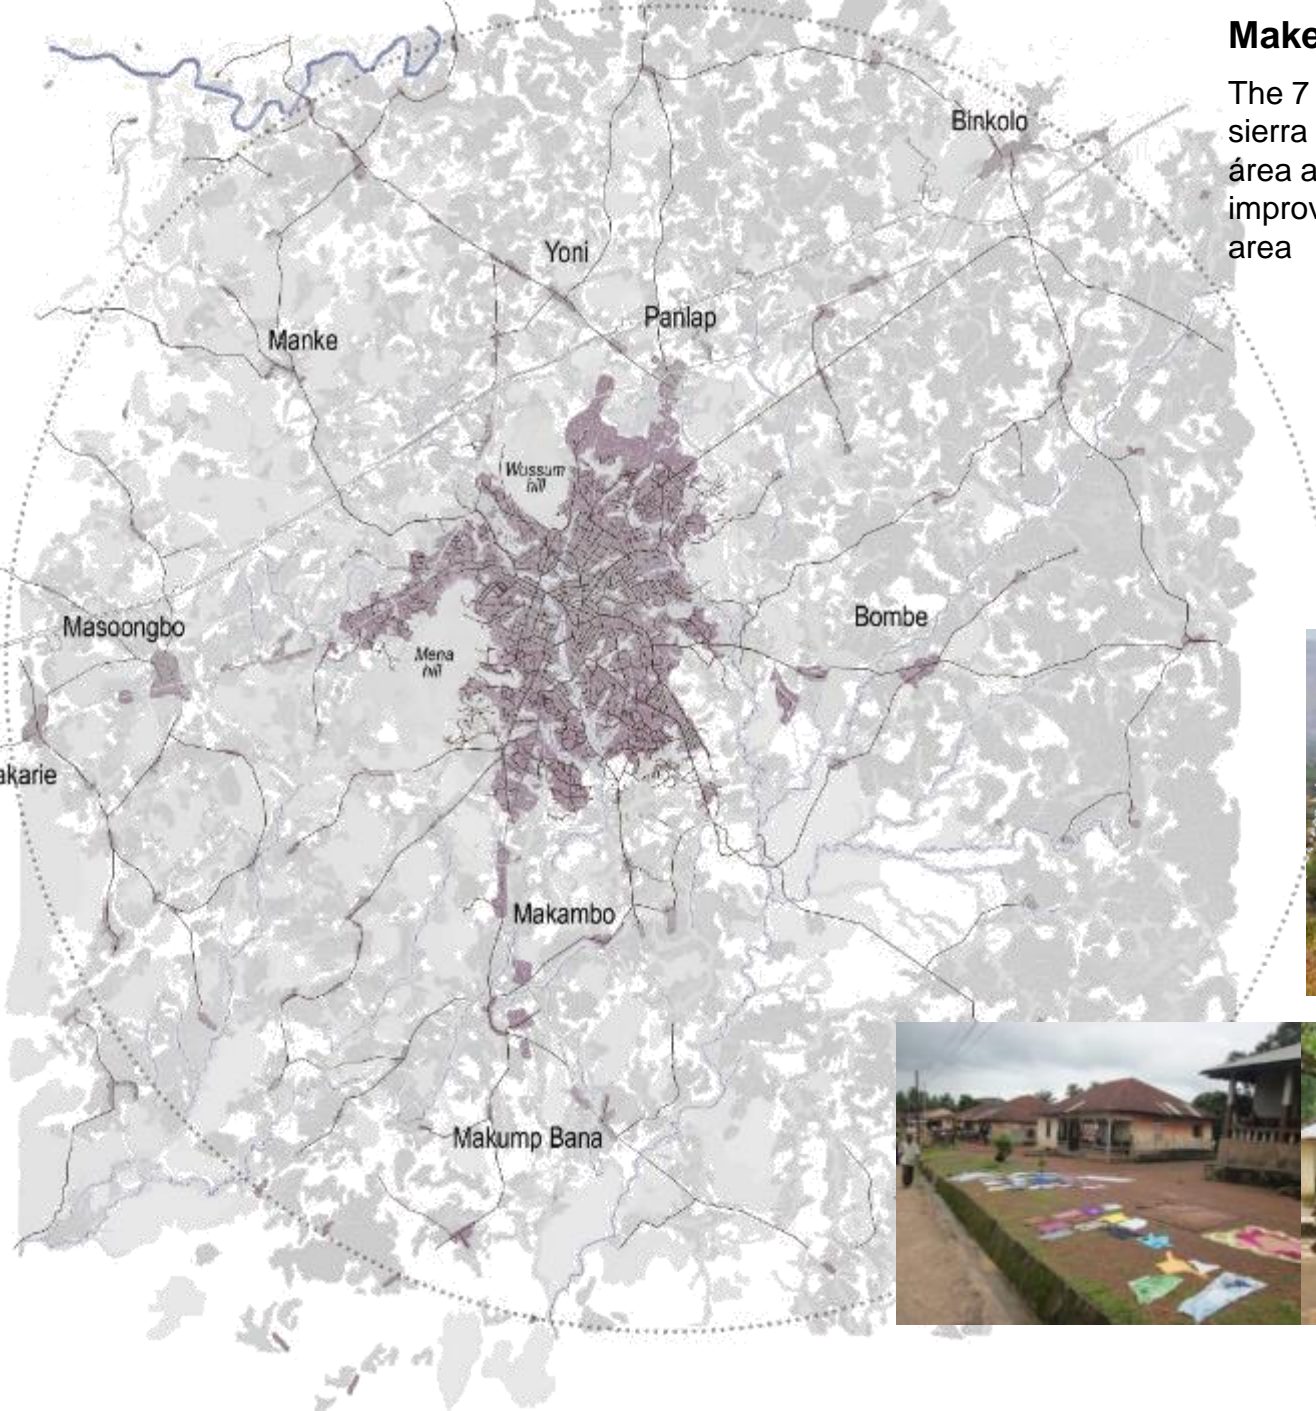 Make
The 7
sierra
área a
improv
area
Binkolo
Yoni
Panlap
Manke
Wussum
hill
Masoongbo
Bombe
Mena
hill
akarie
Makambo
Makump Bana